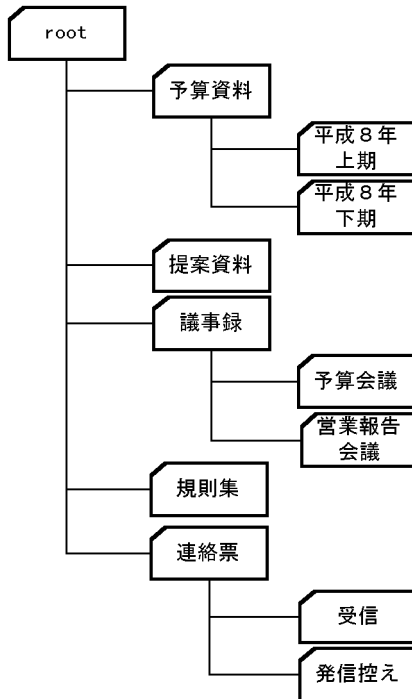 root
予算資料
平成８年
上期
平成８年
下期
提案資料
議事録
予算会議
営業報告
会議
規則集
連絡票
受信
発信控え